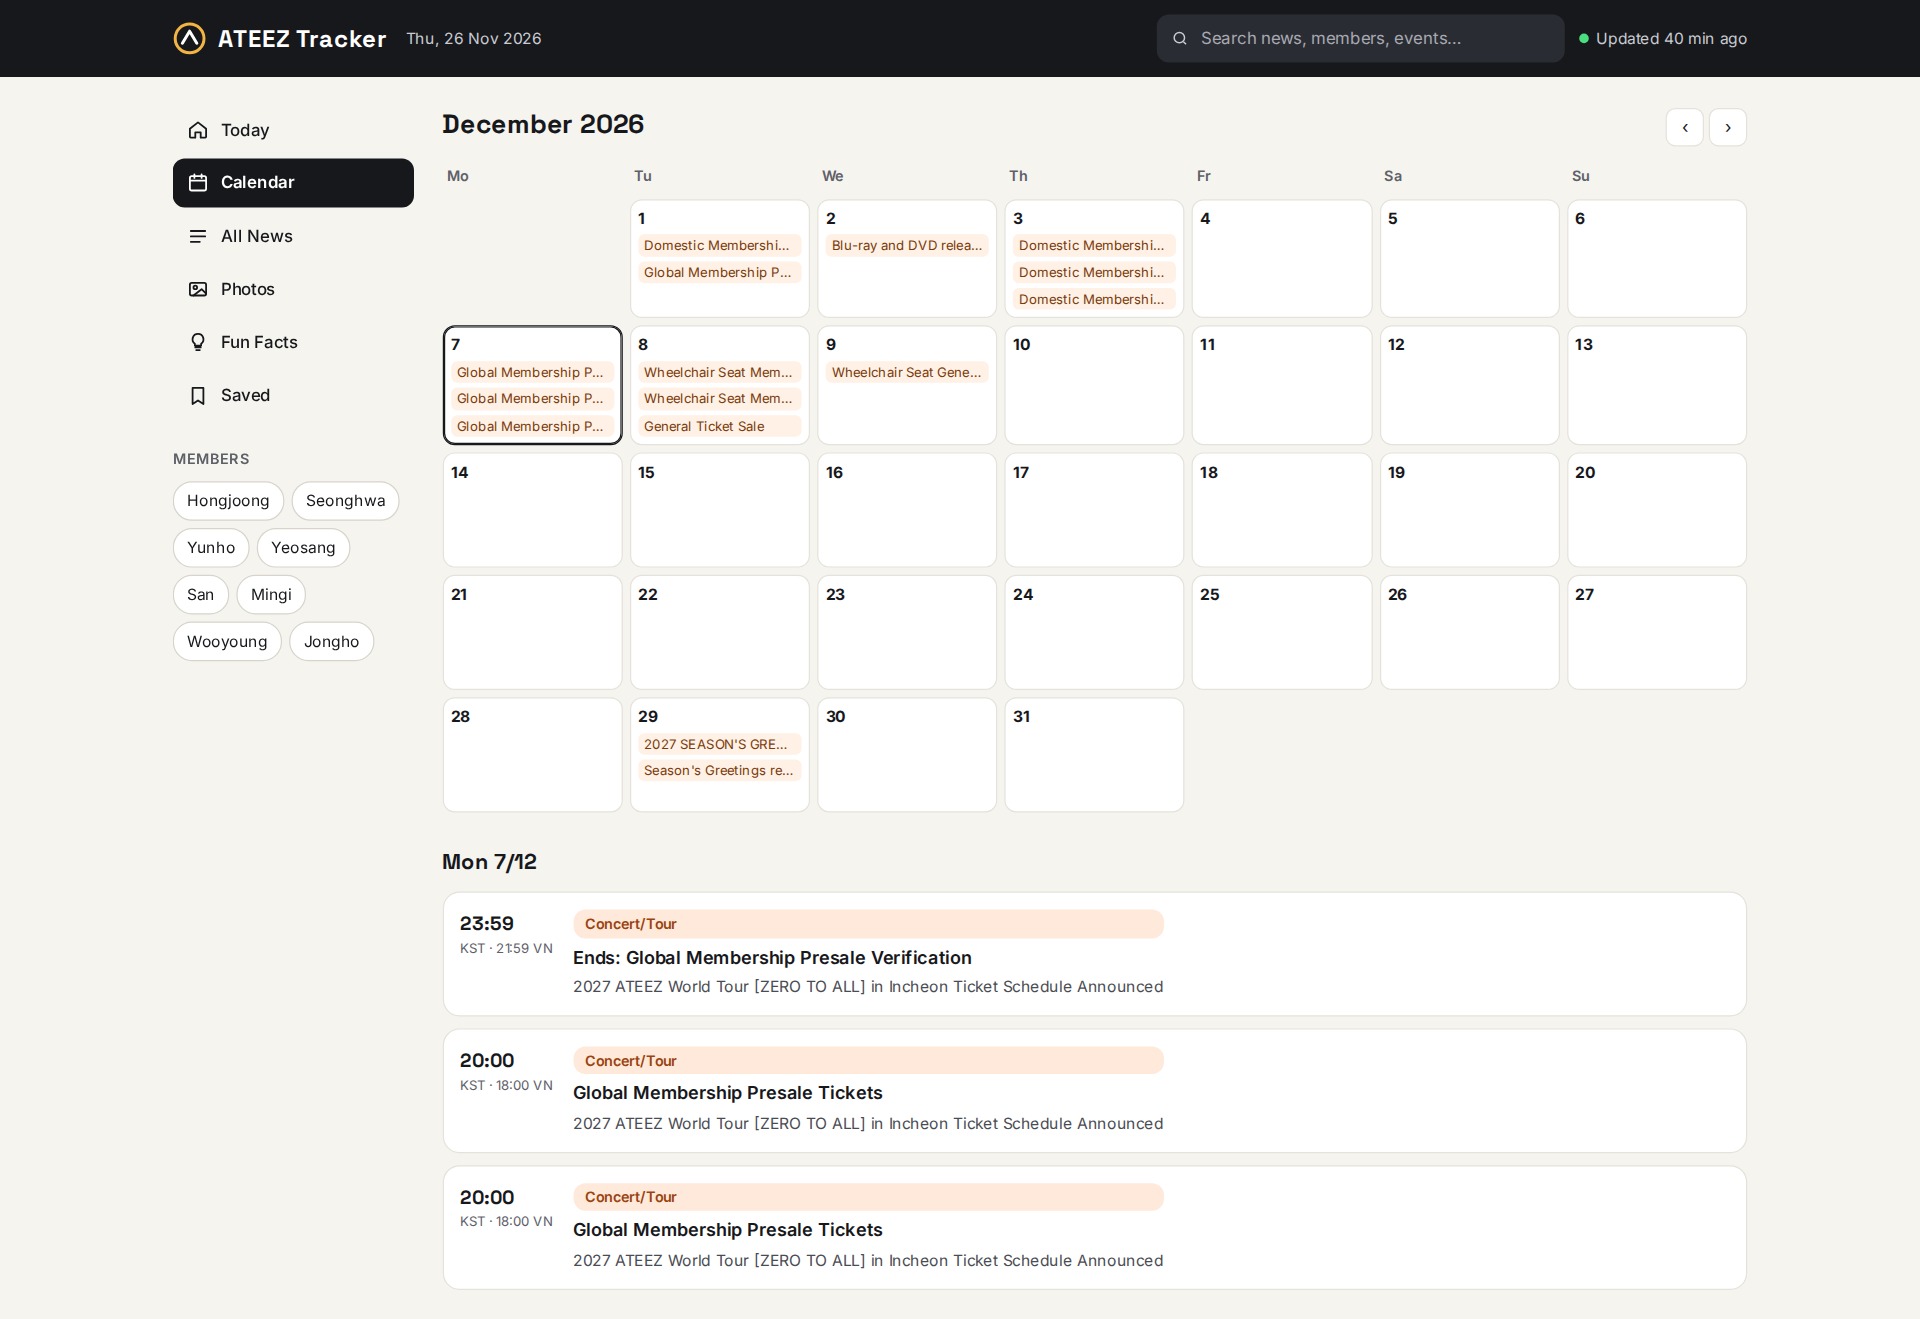 ATEEZ Tracker
Thu, 26 Nov 2026
Search news, members, events...
Updated 40 min ago
Today
Calendar
All News
Photos
Fun Facts
Saved
MEMBERS
Hongjoong
Seonghwa
Yunho
Yeosang
San
Mingi
Wooyoung
Jongho
December 2026
‹ ›
Mo Tu We Th Fr Sa Su
1
Domestic Membershi...
Global Membership P...
2
Blu-ray and DVD relea...
3
Domestic Membershi...
Domestic Membershi...
Domestic Membershi...
4
5
6
7
Global Membership P...
Global Membership P...
Global Membership P...
8
Wheelchair Seat Mem...
Wheelchair Seat Mem...
General Ticket Sale
9
Wheelchair Seat Gene...
10
11
12
13
14
15
16
17
18
19
20
21
22
23
24
25
26
27
28
29
2027 SEASON'S GRE...
Season's Greetings re...
30
31
Mon 7/12
23:59
KST · 21:59 VN
Concert/Tour
Ends: Global Membership Presale Verification
2027 ATEEZ World Tour [ZERO TO ALL] in Incheon Ticket Schedule Announced
20:00
KST · 18:00 VN
Concert/Tour
Global Membership Presale Tickets
2027 ATEEZ World Tour [ZERO TO ALL] in Incheon Ticket Schedule Announced
20:00
KST · 18:00 VN
Concert/Tour
Global Membership Presale Tickets
2027 ATEEZ World Tour [ZERO TO ALL] in Incheon Ticket Schedule Announced